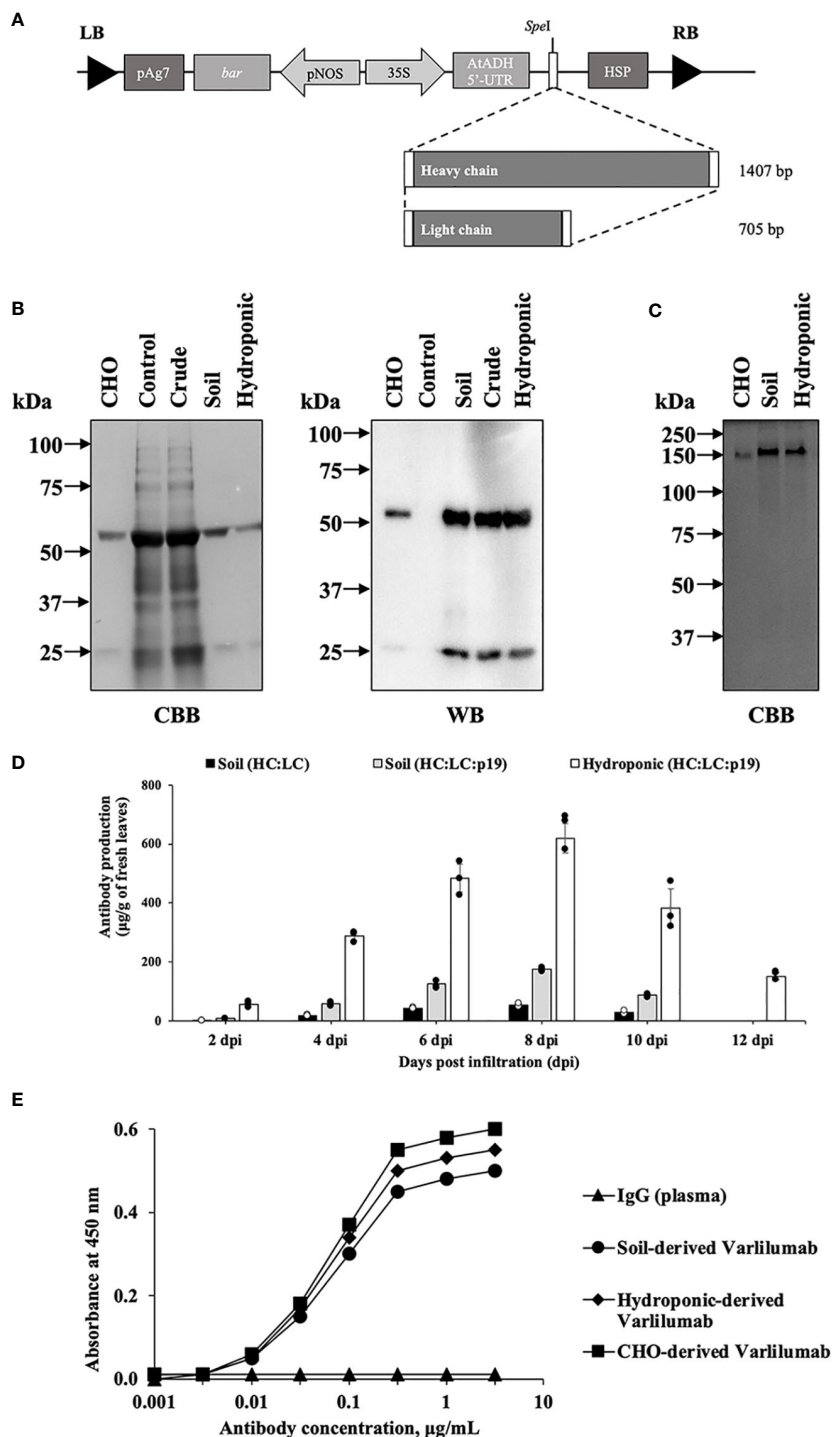 A
LB
SpeI
RB
pAg7
bar
pNOS
35S
AtADH
5’-UTR
HSP
Heavy chain
1407 bp
Light chain
705 bp
B
kDa
CHO
Control
Crude
Soil
Hydroponic
100
75
50
37
25
CBB
kDa
CHO
Control
Soil
Crude
Hydroponic
100
75
50
37
25
WB
C
kDa
CHO
Soil
Hydroponic
250
150
100
75
50
37
CBB
D
Soil (HC:LC)
Soil (HC:LC:p19)
Hydroponic (HC:LC:p19)
Antibody production
(µg/g of fresh leaves)
800
600
400
200
0
2 dpi
4 dpi
6 dpi
8 dpi
10 dpi
12 dpi
Days post infiltration (dpi)
E
Absorbance at 450 nm
0.6
0.4
0.2
0.0
0.001
0.01
0.1
1
10
Antibody concentration, µg/mL
IgG (plasma)
Soil-derived Varlilumab
Hydroponic-derived
Varlilumab
CHO-derived Varlilumab